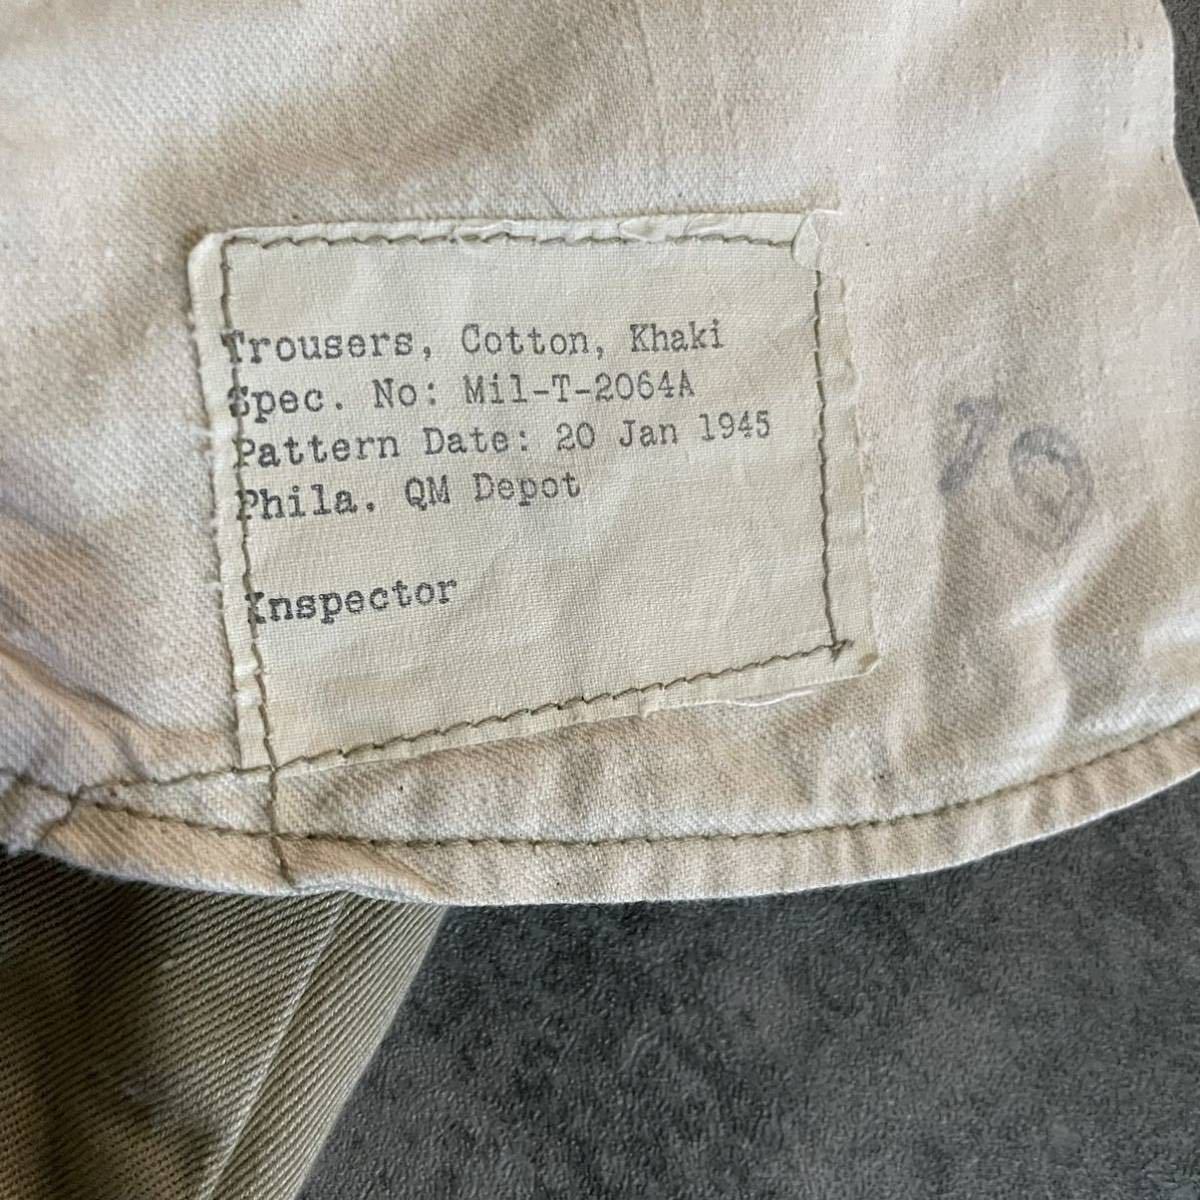 Trousers, Cotton, Khaki
Spec. No: Mil-T-2064A
Pattern Date: 20 Jan 1945
Phila. QM Depot
Inspector